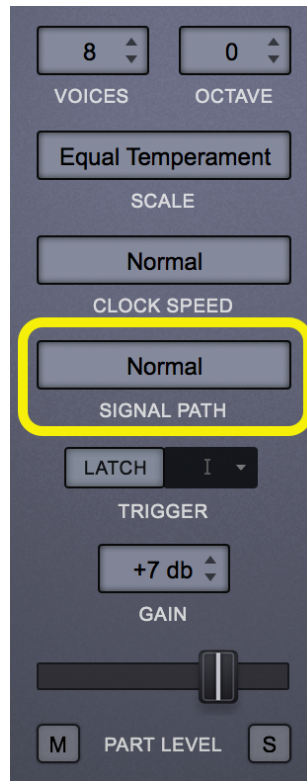 8 0
VOICES OCTAVE
Equal Temperament
SCALE
Normal
CLOCK SPEED
Normal
SIGNAL PATH
LATCH I
TRIGGER
+7 db
GAIN
M PART LEVEL S